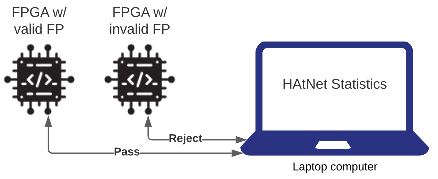 FPGA w/
valid FP
FPGA w/
invalid FP
</>
</>
HAtNet Statistics
Reject
Pass
Laptop computer